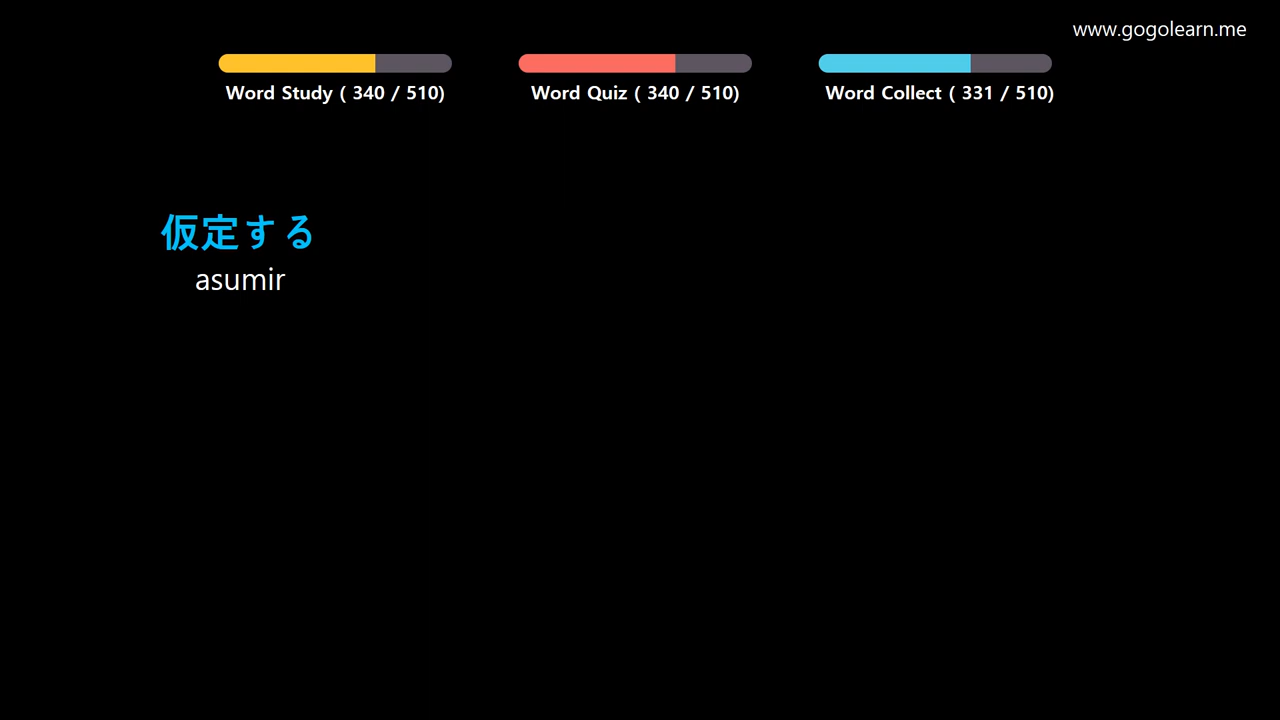 www.gogolearn.me
Word Study ( 340 / 510)
Word Quiz ( 340 / 510)
Word Collect ( 331 / 510)
仮定する
asumir